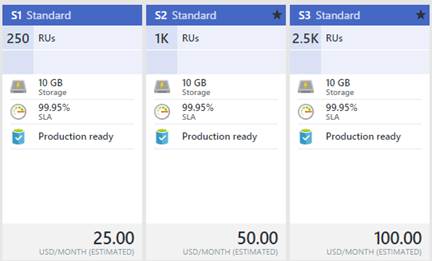 S1 Standard
250 RUs
10 GB
Storage
99.95%
SLA
Production ready
25.00
USD/MONTH (ESTIMATED)
S2 Standard
1K RUs
10 GB
Storage
99.95%
SLA
Production ready
50.00
USD/MONTH (ESTIMATED)
S3 Standard
2.5K RUs
10 GB
Storage
99.95%
SLA
Production ready
100.00
USD/MONTH (ESTIMATED)